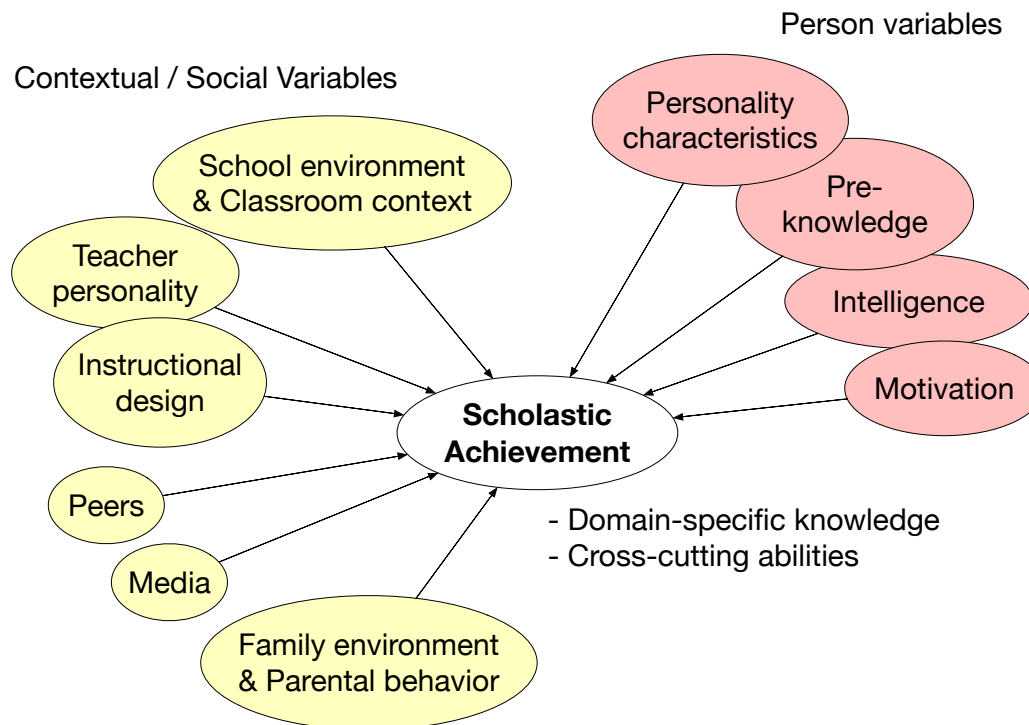 Person variables
Contextual / Social Variables
Personality
characteristics
School environment
& Classroom context
Pre-
knowledge
Teacher
personality
Intelligence
Instructional
design
Motivation
Scholastic
Achievement
Peers
- Domain-specific knowledge
- Cross-cutting abilities
Media
Family environment
& Parental behavior